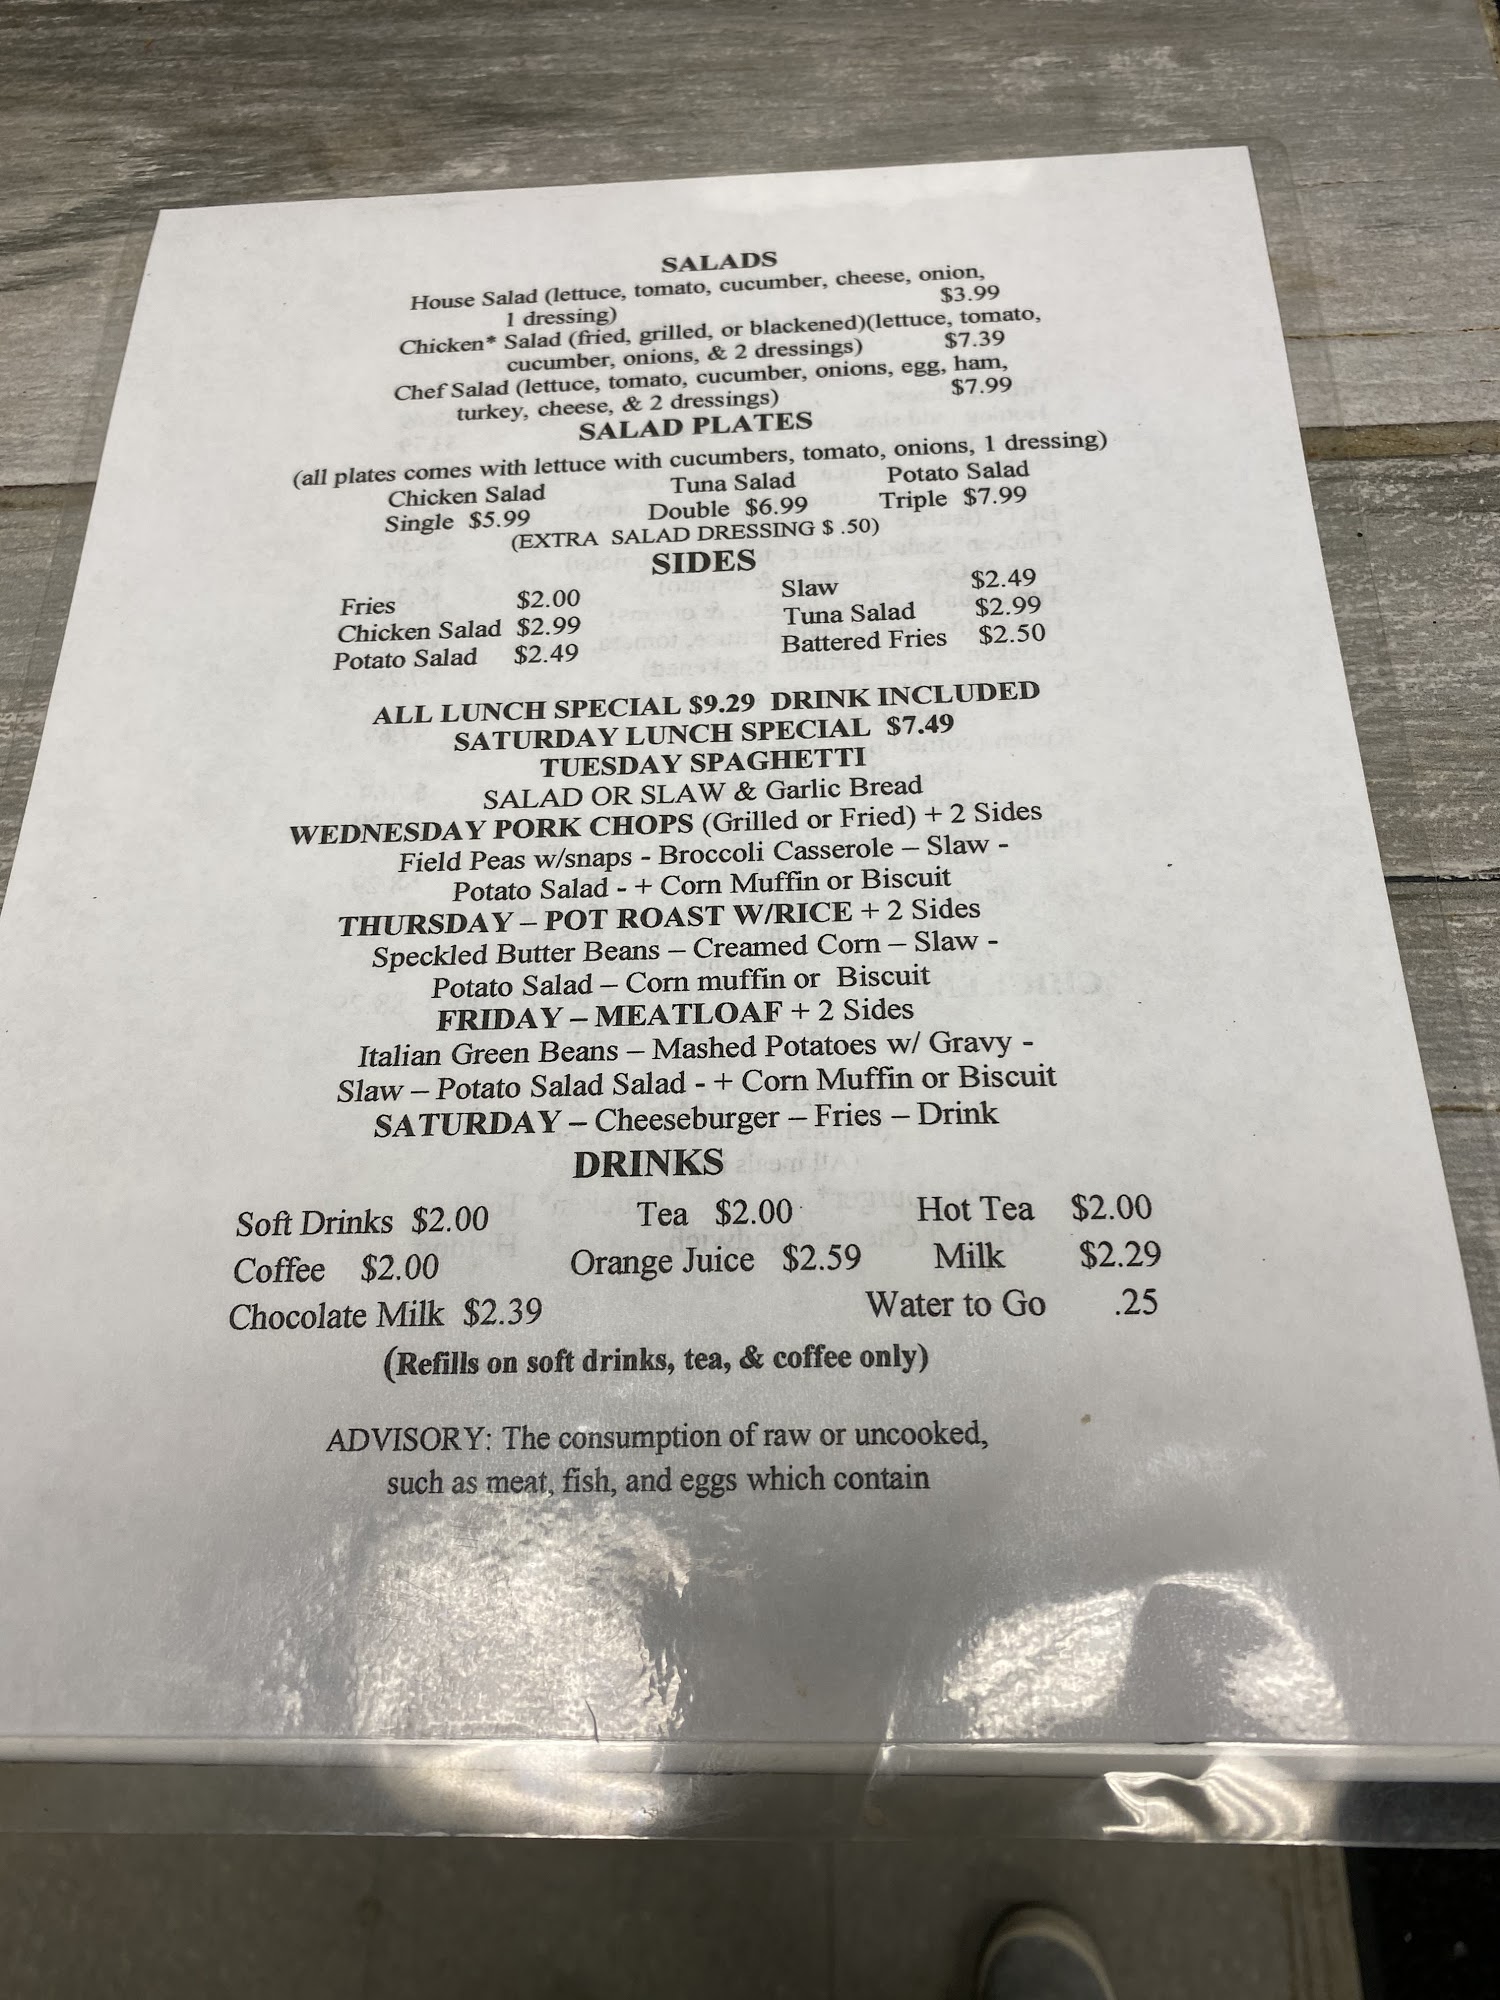 SALADS
House Salad (lettuce, tomato, cucumber, cheese, onion,
1 dressing) $3.99
Chicken* Salad (fried, grilled, or blackened)(lettuce, tomato,
cucumber, onions, & 2 dressings) $7.39
Chef Salad (lettuce, tomato, cucumber, onions, egg, ham,
turkey, cheese, & 2 dressings) $7.99
SALAD PLATES
(all plates comes with lettuce with cucumbers, tomato, onions, 1 dressing)
Chicken Salad Tuna Salad Potato Salad
Single $5.99 Double $6.99 Triple $7.99
(EXTRA SALAD DRESSING $ .50)
SIDES
Fries $2.00 Slaw $2.49
Chicken Salad $2.99 Tuna Salad $2.99
Potato Salad $2.49 Battered Fries $2.50
ALL LUNCH SPECIAL $9.29 DRINK INCLUDED
SATURDAY LUNCH SPECIAL $7.49
TUESDAY SPAGHETTI
SALAD OR SLAW & Garlic Bread
WEDNESDAY PORK CHOPS (Grilled or Fried) + 2 Sides
Field Peas w/snaps - Broccoli Casserole – Slaw -
Potato Salad - + Corn Muffin or Biscuit
THURSDAY – POT ROAST W/RICE + 2 Sides
Speckled Butter Beans – Creamed Corn – Slaw -
Potato Salad – Corn muffin or Biscuit
FRIDAY – MEATLOAF + 2 Sides
Italian Green Beans – Mashed Potatoes w/ Gravy -
Slaw – Potato Salad Salad - + Corn Muffin or Biscuit
SATURDAY – Cheeseburger – Fries – Drink
DRINKS
Soft Drinks $2.00 Tea $2.00 Hot Tea $2.00
Coffee $2.00 Orange Juice $2.59 Milk $2.29
Chocolate Milk $2.39 Water to Go .25
(Refills on soft drinks, tea, & coffee only)
ADVISORY: The consumption of raw or uncooked,
such as meat, fish, and eggs which contain